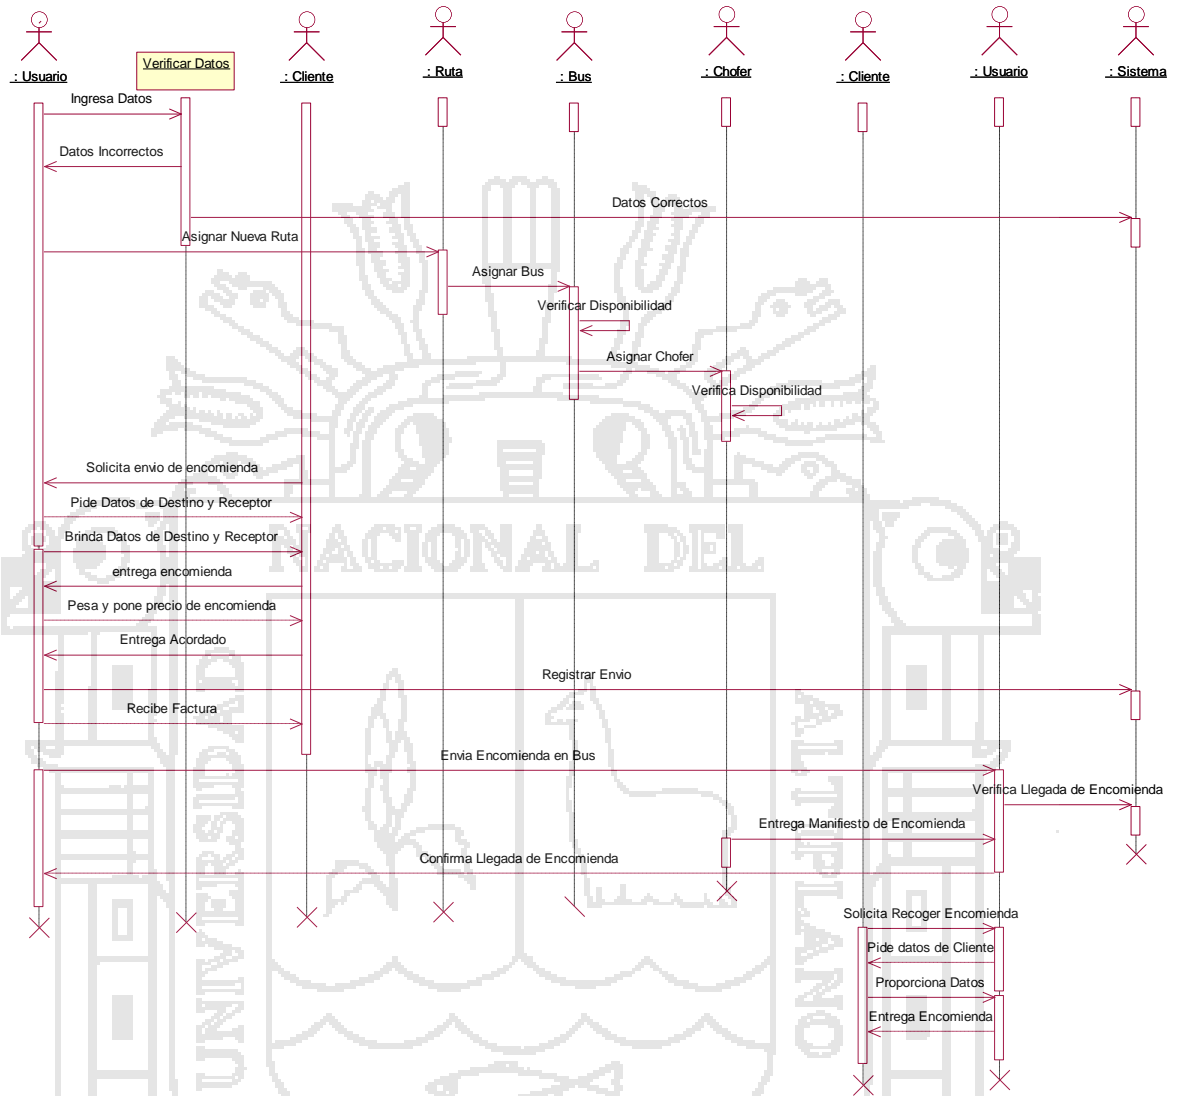 : Usuario
Verificar Datos
: Cliente
: Ruta
: Bus
: Chofer
: Cliente
: Usuario
: Sistema
Ingresa Datos
Datos Incorrectos
Datos Correctos
Asignar Nueva Ruta
Asignar Bus
Verificar Disponibilidad
Asignar Chofer
Verifica Disponibilidad
Solicita envio de encomienda
Pide Datos de Destino y Receptor
Brinda Datos de Destino y Receptor
entrega encomienda
Pesa y pone precio de encomienda
Entrega Acordado
Registrar Envio
Recibe Factura
Envia Encomienda en Bus
Verifica Llegada de Encomienda
Entrega Manifiesto de Encomienda
Confirma Llegada de Encomienda
Solicita Recoger Encomienda
Pide datos de Cliente
Proporciona Datos
Entrega Encomienda
UNIVERSIDAD
NACIONAL DEL
ALTIPLANO